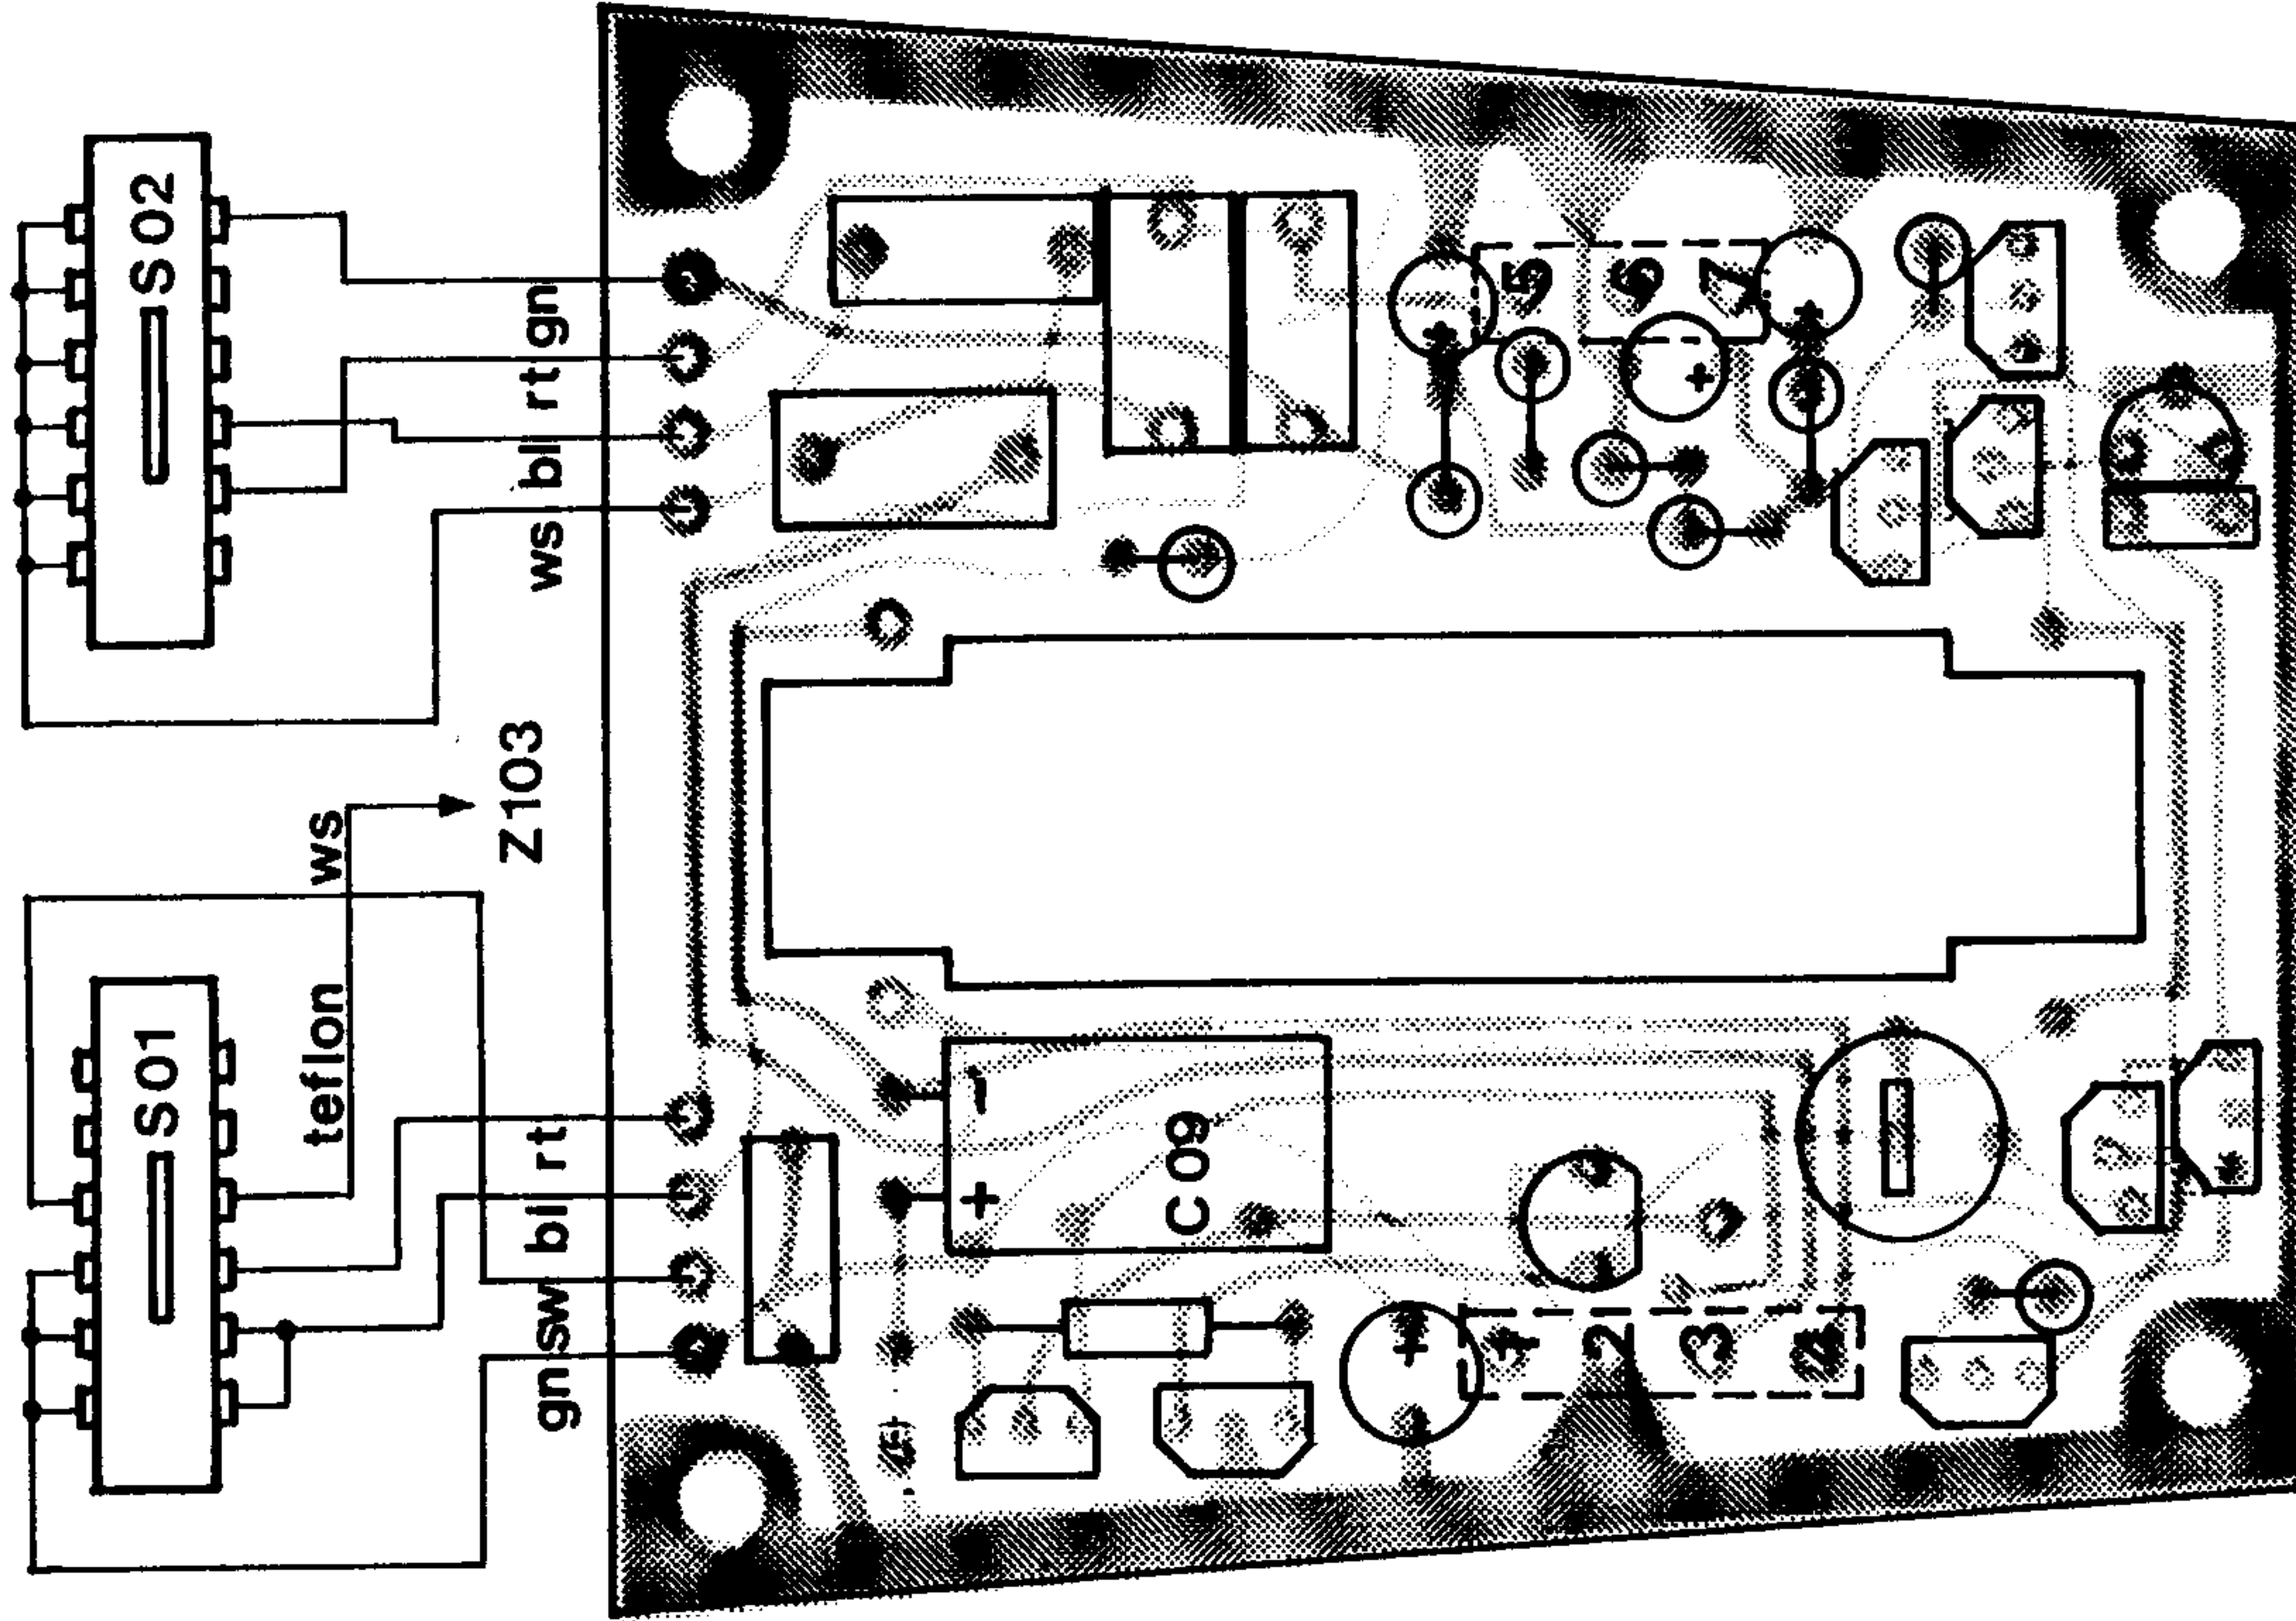 S02
gn
rt
bl
ws
Z103
ws
teflon
S01
rt
bl
sw
gn
5
6
7
+
+
+
-
+
C09
+
1
2
3
4